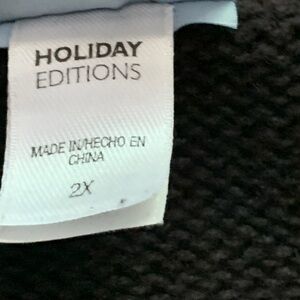 HOLIDAY
EDITIONS
MADE IN/HECHO EN
CHINA
2X